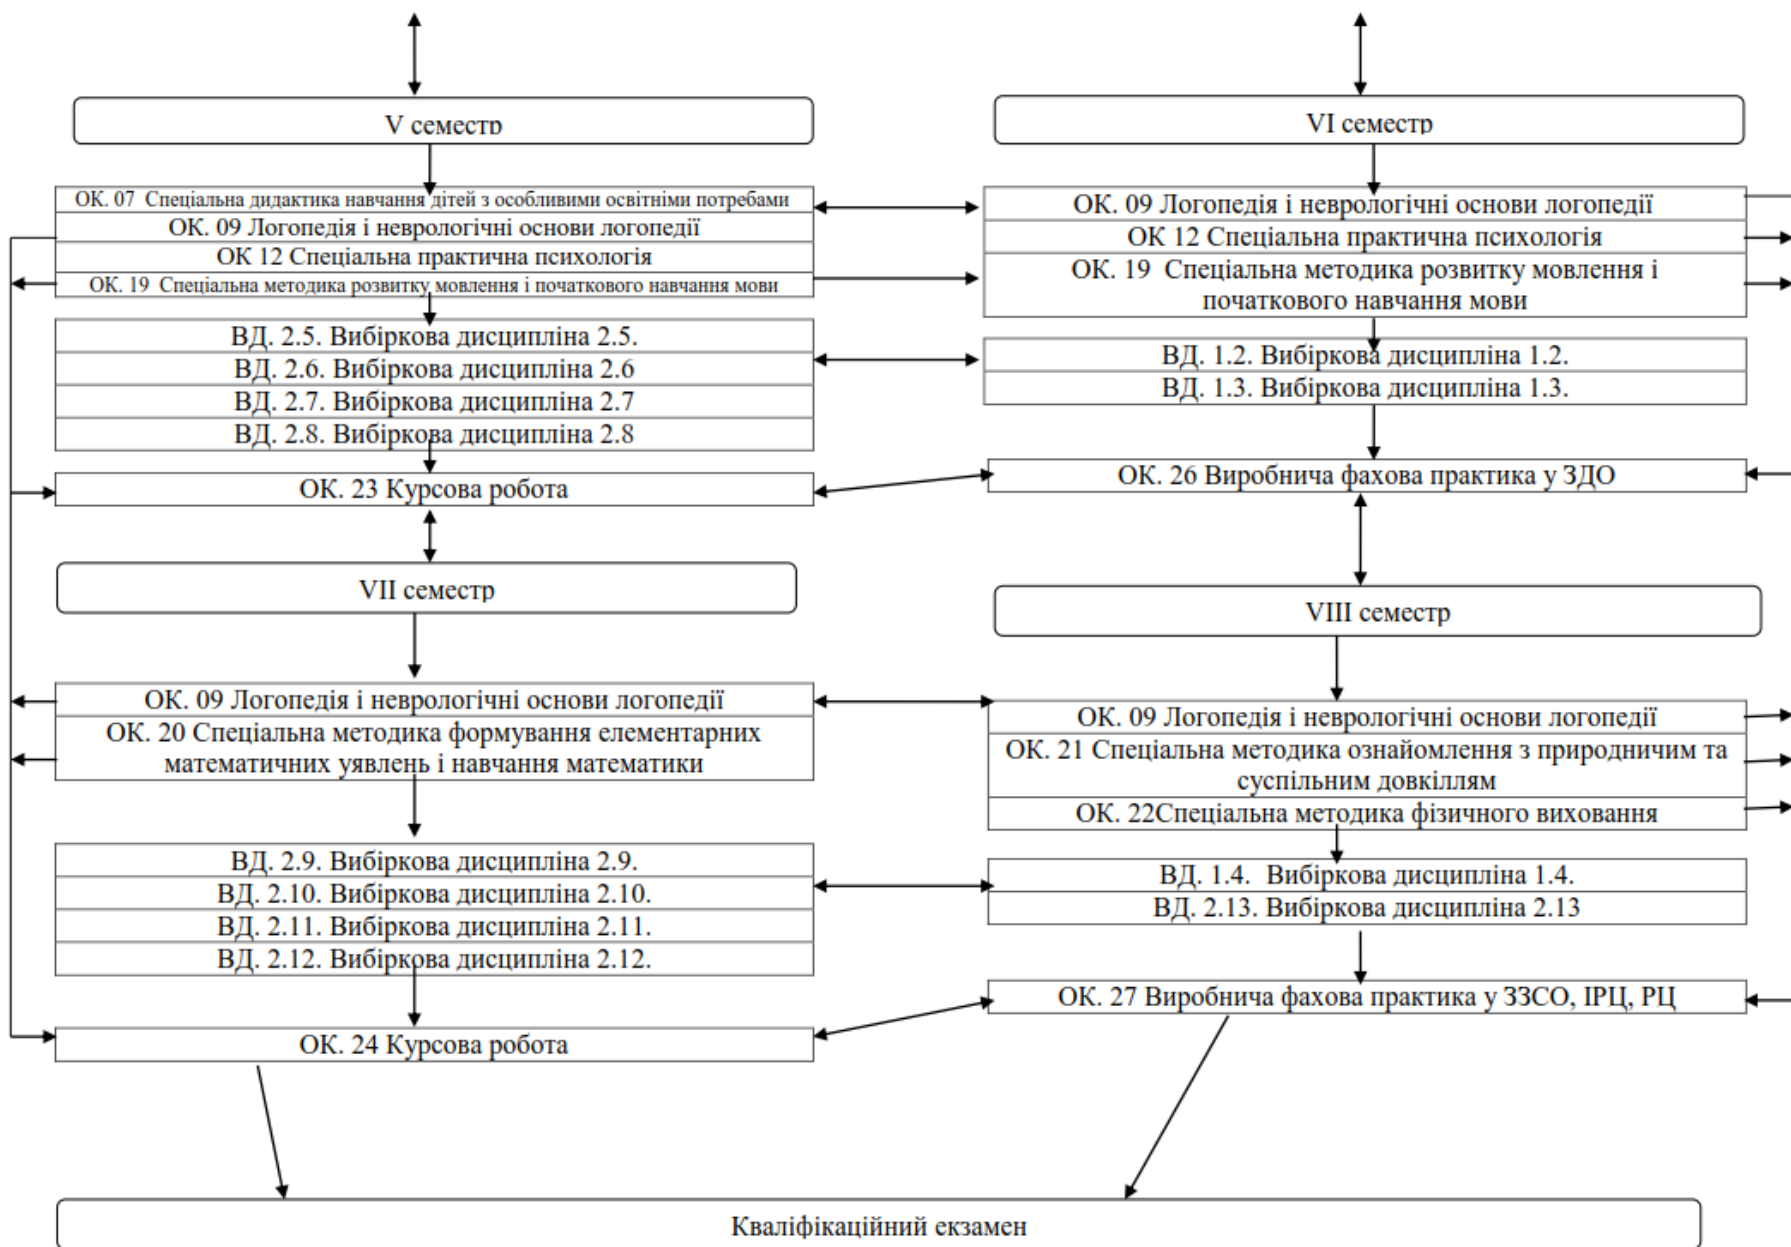 V семестр
ОК. 07 Спеціальна дидактика навчання дітей з особливими освітніми потребами
ОК. 09 Логопедія і неврологічні основи логопедії
ОК 12 Спеціальна практична психологія
ОК. 19 Спеціальна методика розвитку мовлення і початкового навчання мови
ВД. 2.5. Вибіркова дисципліна 2.5.
ВД. 2.6. Вибіркова дисципліна 2.6
ВД. 2.7. Вибіркова дисципліна 2.7
ВД. 2.8. Вибіркова дисципліна 2.8
ОК. 23 Курсова робота
VI семестр
ОК. 09 Логопедія і неврологічні основи логопедії
ОК 12 Спеціальна практична психологія
ОК. 19 Спеціальна методика розвитку мовлення і
початкового навчання мови
ВД. 1.2. Вибіркова дисципліна 1.2.
ВД. 1.3. Вибіркова дисципліна 1.3.
ОК. 26 Виробнича фахова практика у ЗДО
VII семестр
ОК. 09 Логопедія і неврологічні основи логопедії
ОК. 20 Спеціальна методика формування елементарних
математичних уявлень і навчання математики
ВД. 2.9. Вибіркова дисципліна 2.9.
ВД. 2.10. Вибіркова дисципліна 2.10.
ВД. 2.11. Вибіркова дисципліна 2.11.
ВД. 2.12. Вибіркова дисципліна 2.12.
ОК. 24 Курсова робота
VIII семестр
ОК. 09 Логопедія і неврологічні основи логопедії
ОК. 21 Спеціальна методика ознайомлення з природничим та
суспільним довкіллям
ОК. 22Спеціальна методика фізичного виховання
ВД. 1.4. Вибіркова дисципліна 1.4.
ВД. 2.13. Вибіркова дисципліна 2.13
ОК. 27 Виробнича фахова практика у ЗЗСО, ІРЦ, РЦ
Кваліфікаційний екзамен